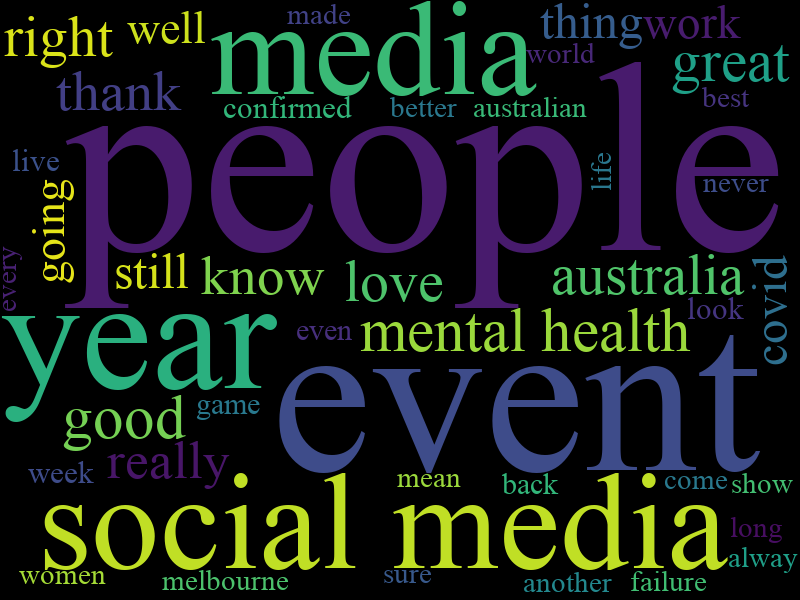 made
right
well
media
thing
work
world
great
thank
confirmed
better
australian
best
people
live
life
never
going
every
still
know
love
australia
covid
look
year
even
mental health
event
good
game
really
week
mean
back
come
show
social media
long
alway
women
melbourne
sure
another
failure